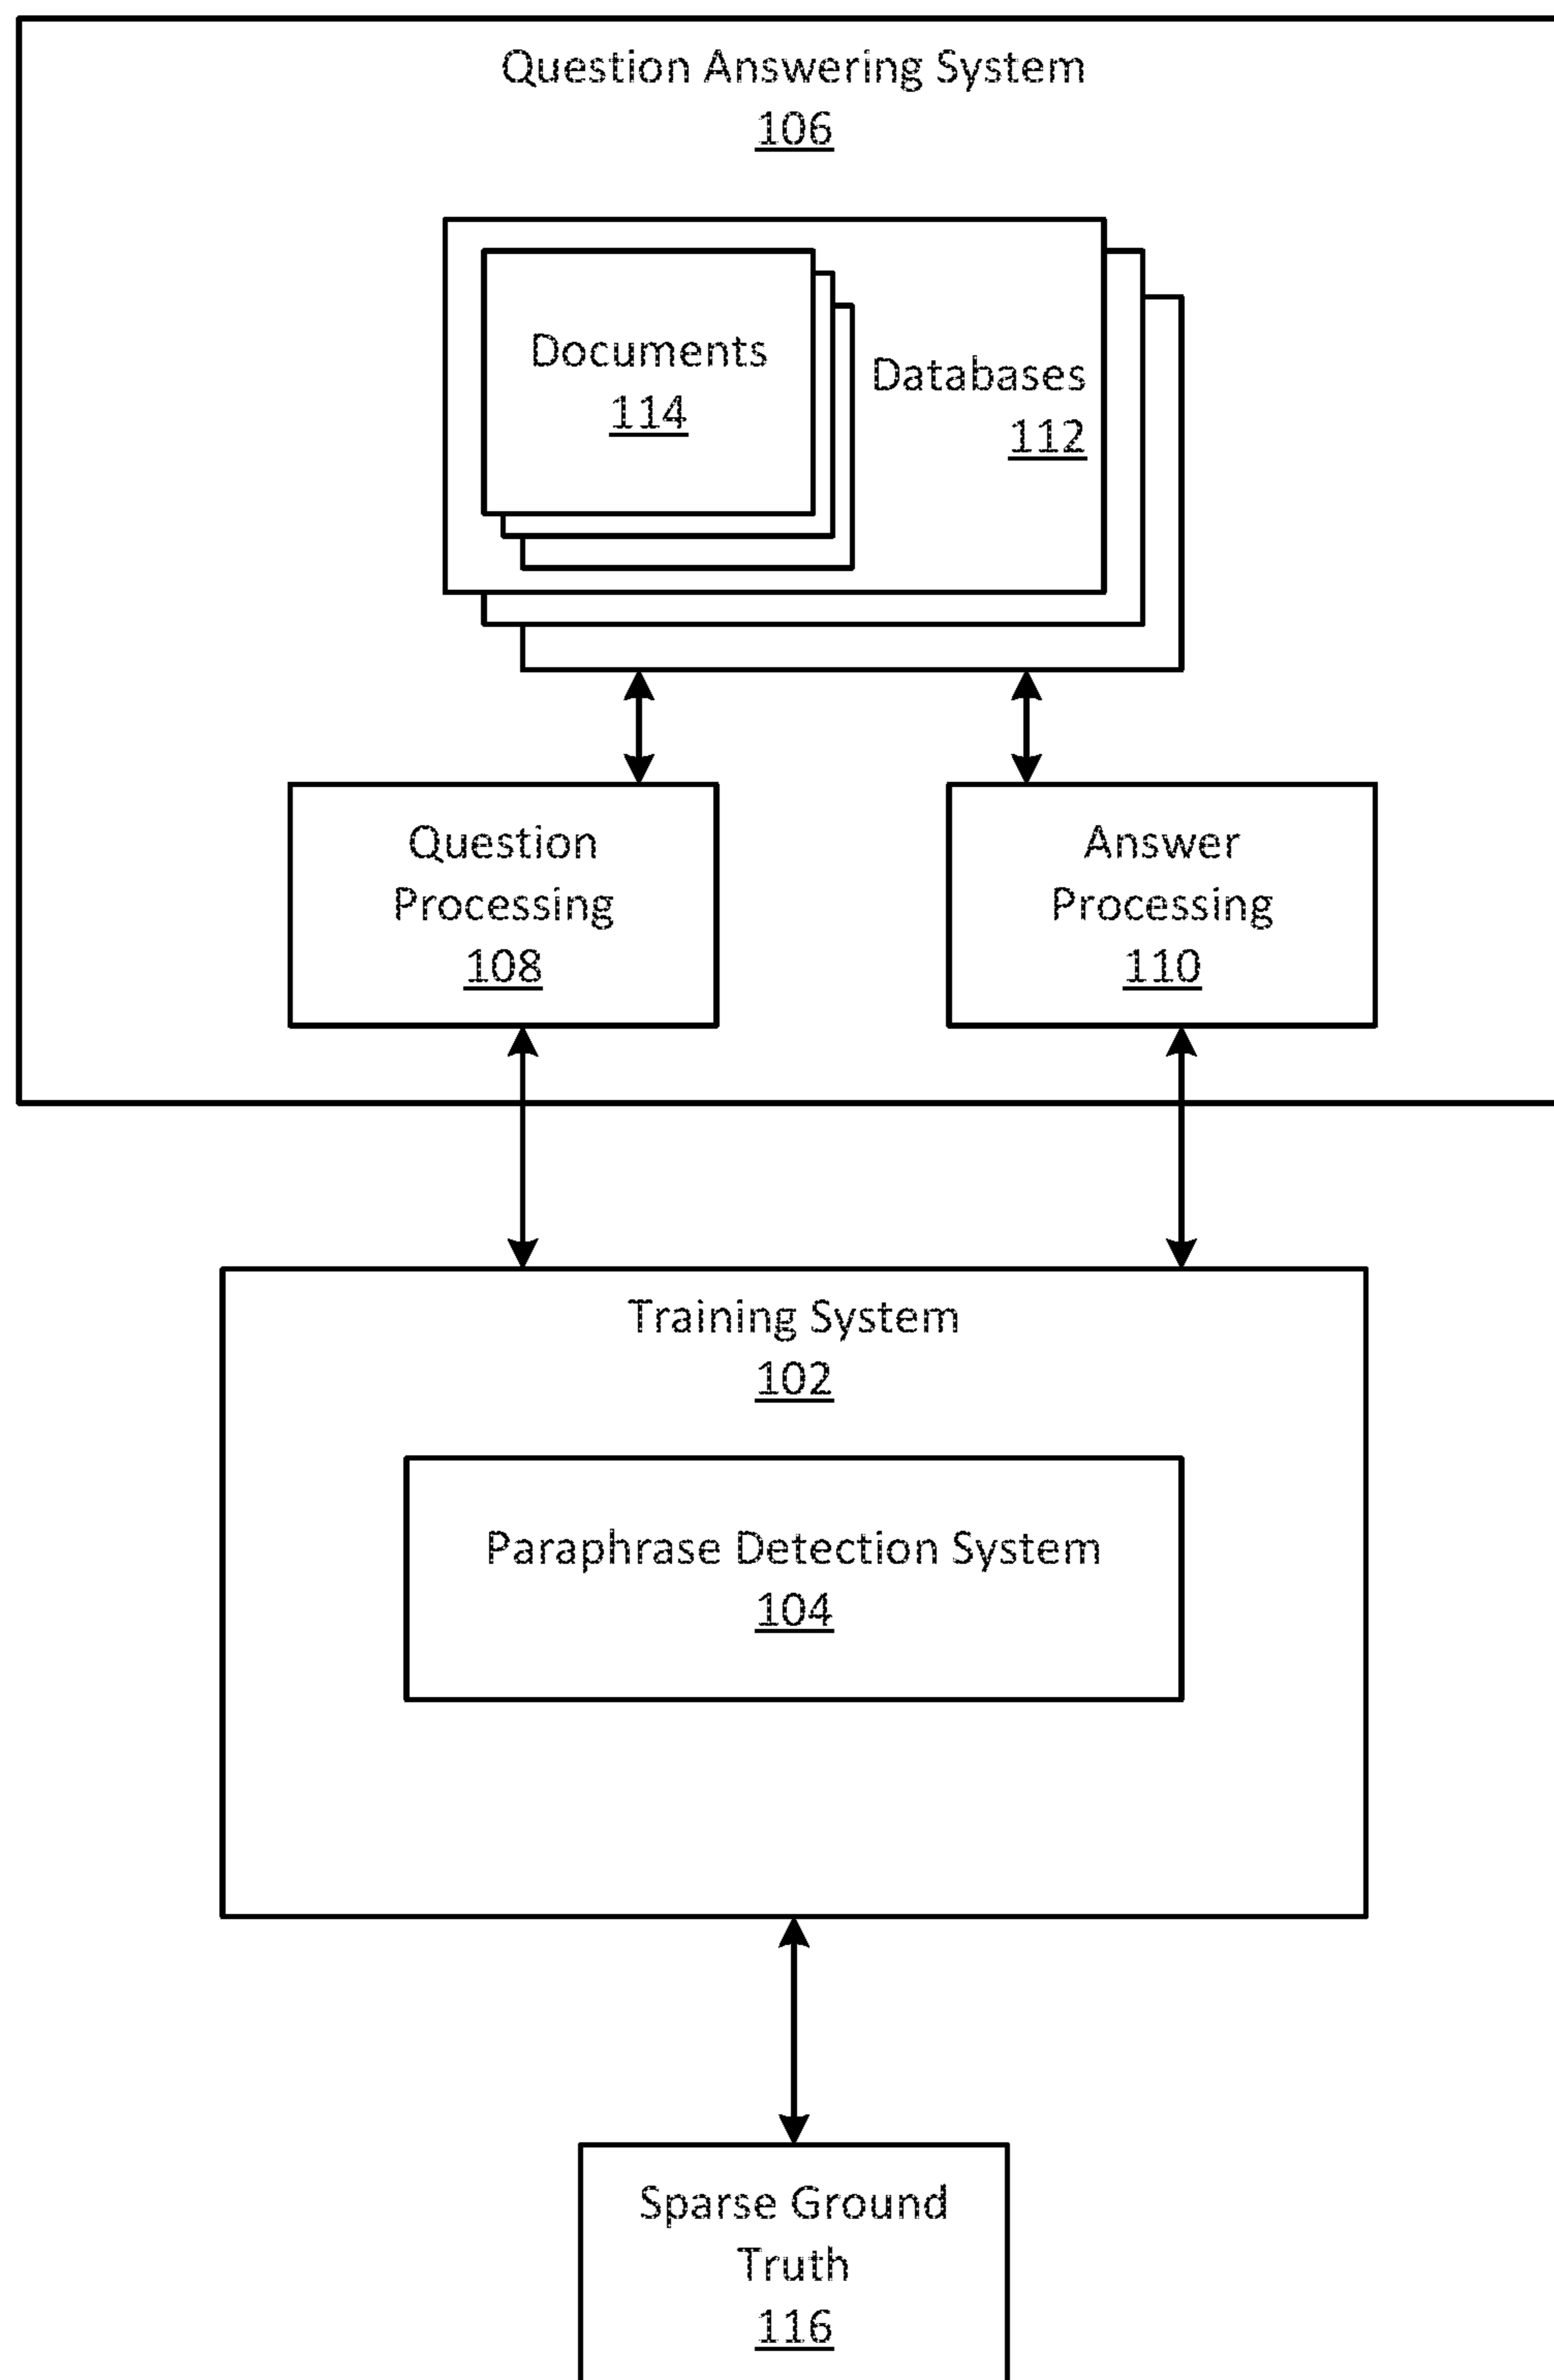 Question Answering System
106
Documents
114
Databases
112
Question
Processing
108
Answer
Processing
110
Training System
102
Paraphrase Detection System
104
Sparse Ground
Truth
116